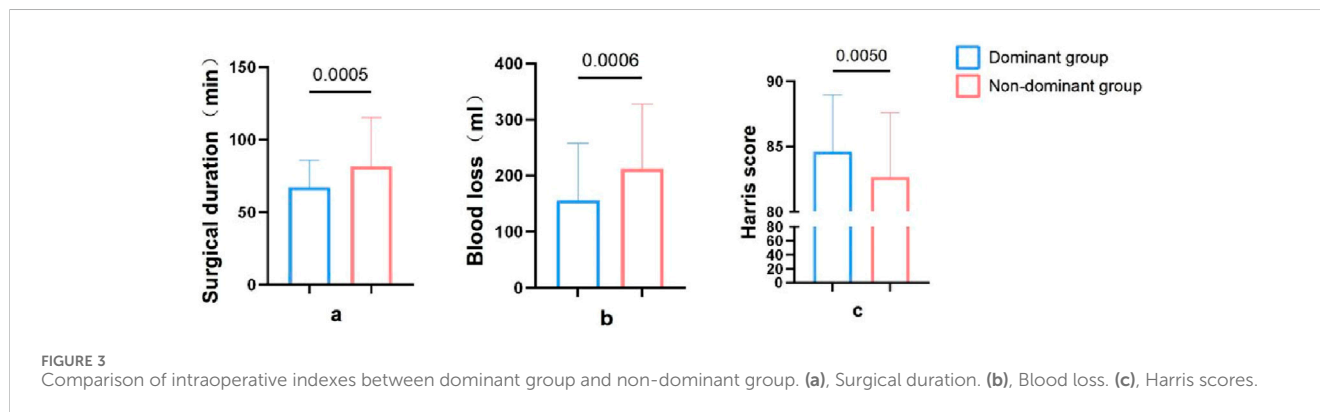 Surgical duration （min）
150
100
50
0
0.0005
a
Blood loss （ml）
400
300
200
100
0
0.0006
b
Harris score
90
85
80
80
60
40
20
0
0.0050
c
Dominant group
Non-dominant group
FIGURE 3
Comparison of intraoperative indexes between dominant group and non-dominant group. (a), Surgical duration. (b), Blood loss. (c), Harris scores.